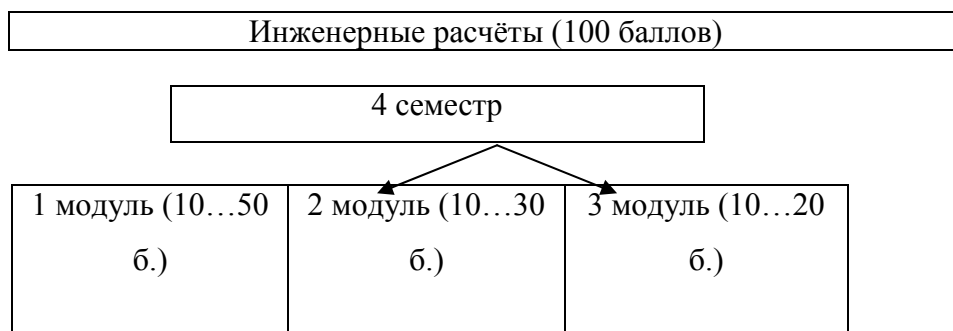 Инженерные расчёты (100 баллов)
4 семестр
1 модуль (10…50
б.)
2 модуль (10…30
б.)
3 модуль (10…20
б.)